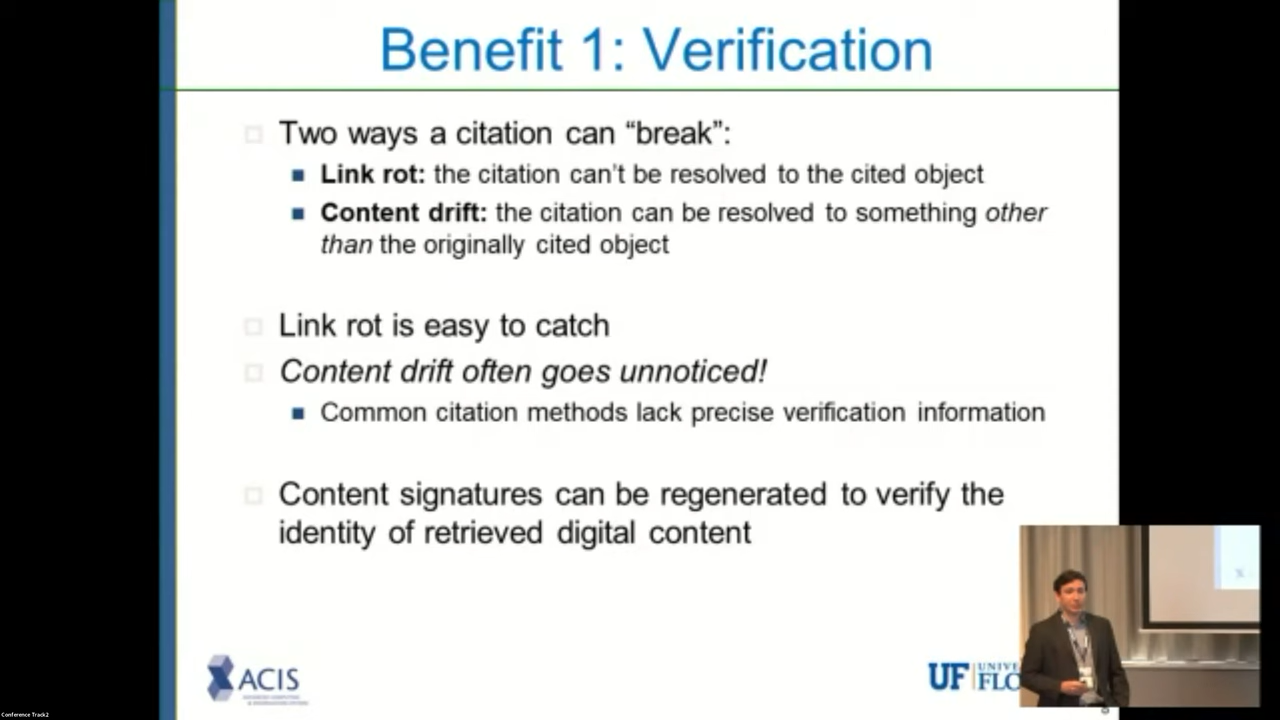 Benefit 1: Verification
Two ways a citation can “break”:
Link rot: the citation can’t be resolved to the cited object
Content drift: the citation can be resolved to something other
than the originally cited object
Link rot is easy to catch
Content drift often goes unnoticed!
Common citation methods lack precise verification information
Content signatures can be regenerated to verify the
identity of retrieved digital content
ACIS
UF UNIVE
FLO
Conference Track2